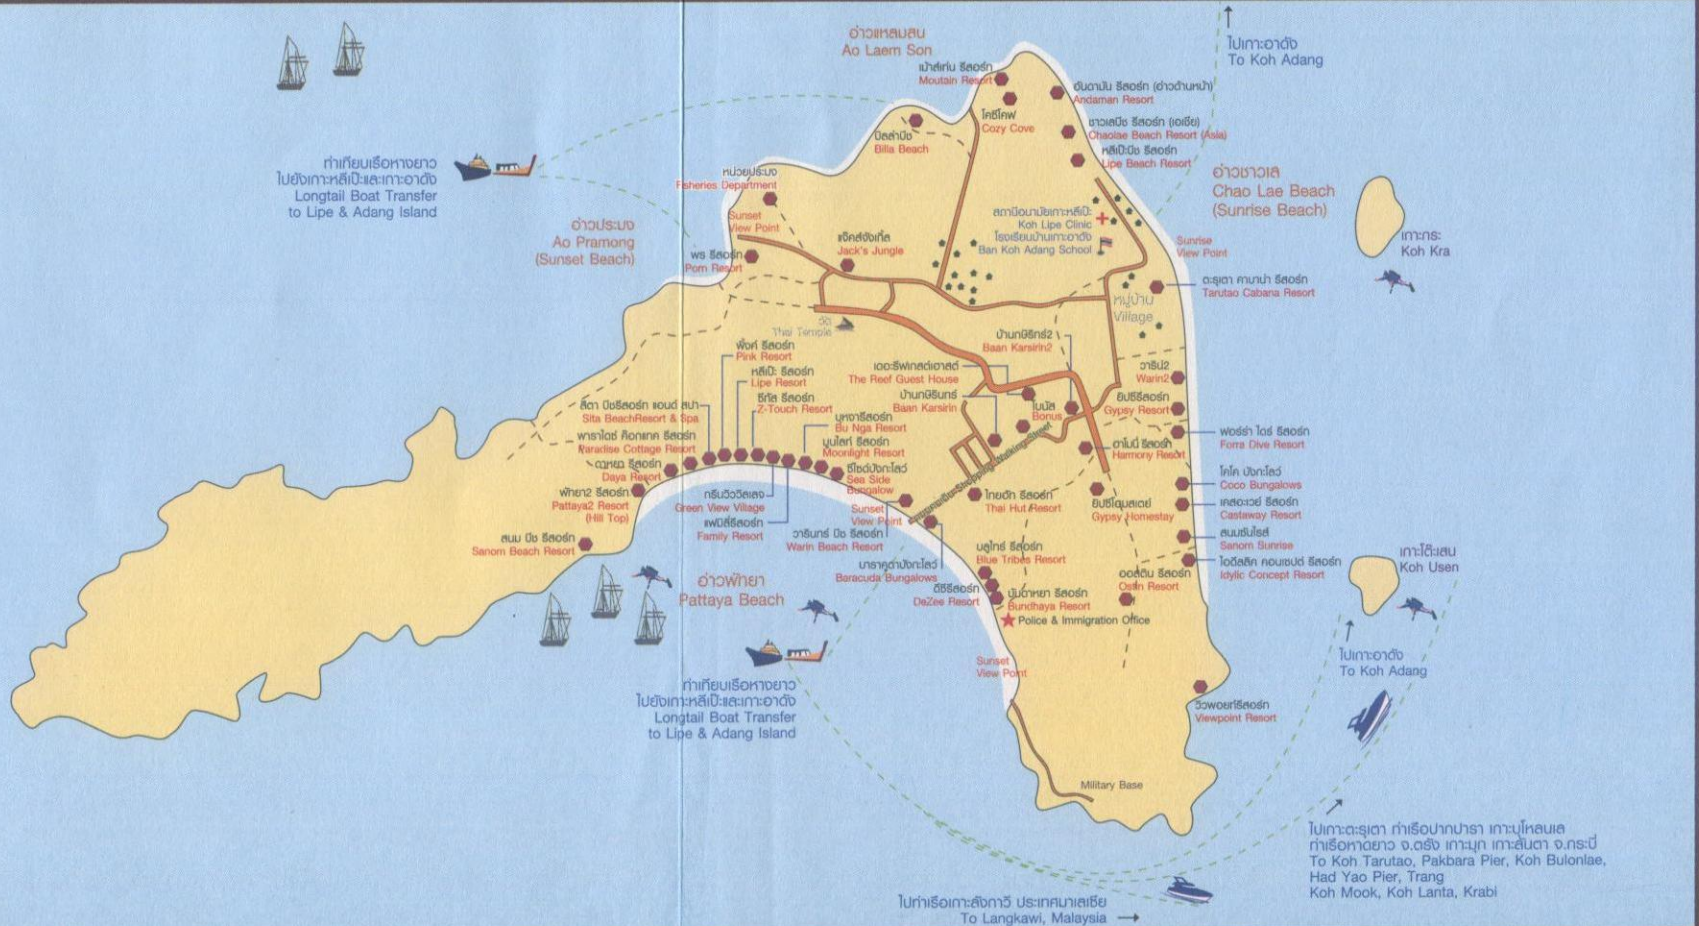 อ่าวแหลมสน
Ao Laem Son
ไปเกาะอาดัง
To Koh Adang
เม้าส์เท่น รีสอร์ท
Moutain Resort
อันดามัน รีสอร์ท (อ่าวด้านหน้า)
Andaman Resort
โคซี่โคฟ
Cozy Cove
ชาวเลบีช รีสอร์ท (เอเชีย)
Chaolae Beach Resort (Asia)
บิลล่าบีช
Billa Beach
หลีเป๊ะบีช รีสอร์ท
Lipe Beach Resort
ท่าเทียบเรือหางยาว
ไปยังเกาะหลีเป๊ะและเกาะอาดัง
Longtail Boat Transfer
to Lipe & Adang Island
หน่วยประมง
Fisheries Department
อ่าวชาวเล
Chao Lae Beach
(Sunrise Beach)
อ่าวประมง
Ao Pramong
(Sunset Beach)
Sunset
View Point
สถานีอนามัยเกาะหลีเป๊ะ
Koh Lipe Clinic
โรงเรียนบ้านเกาะอาดัง
Ban Koh Adang School
แจ็คส์จังเกิ้ล
Jack's Jungle
พร รีสอร์ท
Porn Resort
Sunrise
View Point
เกาะกระ
Koh Kra
ตะรุเตา คาบาน่า รีสอร์ท
Tarutao Cabana Resort
หมู่บ้าน
Village
วัด
Thai Temple
บ้านกษิริทร์2
Baan Karsirin2
พิ้งค์ รีสอร์ท
Pink Resort
หลีเป๊ะ รีสอร์ท
Lipe Resort
เดอะรีฟเกสต์เฮาส์
The Reef Guest House
วาริน2
Warin2
ซีทัส รีสอร์ท
Z-Touch Resort
บ้านกษิรินทร์
Baan Karsirin
โบนัส
Bonus
ยิปซีรีสอร์ท
Gypsy Resort
สิตา บีชรีสอร์ท แอนด์ สปา
Sita BeachResort & Spa
บุหงารีสอร์ท
Bu Nga Resort
Shopping Walking Street
พาราไดซ์ ค็อทเทจ รีสอร์ท
Paradise Cottage Resort
มูนไลท์ รีสอร์ท
Moonlight Resort
ฮาโมนี่ รีสอร์ท
Harmony Resort
ฟอร์ร่า ไดร์ รีสอร์ท
Forra Dive Resort
ดาหยา รีสอร์ท
Daya Resort
ซีไซด์บังกะโลว์
Sea Side
Bungalow
โคโค บังกะโลว์
Coco Bungalows
พัทยา2 รีสอร์ท
Pattaya2 Resort
(Hill Top)
กรีนวิววิลเลจ
Green View Village
Sunset
View Point
ไทยฮัท รีสอร์ท
Thai Hut Resort
ยิปซีโฮมสเตย์
Gypsy Homestay
เคสอะเวย์ รีสอร์ท
Castaway Resort
แฟมิลี่รีสอร์ท
Family Resort
สนม บีช รีสอร์ท
Sanom Beach Resort
วารินทร์ บีช รีสอร์ท
Warin Beach Resort
สนมซันไรส์
Sanom Sunrise
บลูไทร์ รีสอร์ท
Blue Tribes Resort
เกาะโต๊ะเสน
Koh Usen
ไอดิลลิค คอนเซปต์ รีสอร์ท
Idylic Concept Resort
บาราคูด้าบังกะโลว์
Baracuda Bungalows
ออสติน รีสอร์ท
Ostin Resort
อ่าวพัทยา
Pattaya Beach
ดีซีรีสอร์ท
DeZee Resort
บันดาหยา รีสอร์ท
Bundhaya Resort
Police & Immigration Office
Sunset
View Point
ไปเกาะอาดัง
To Koh Adang
ท่าเทียบเรือหางยาว
ไปยังเกาะหลีเป๊ะและเกาะอาดัง
Longtail Boat Transfer
to Lipe & Adang Island
วิวพอยท์รีสอร์ท
Viewpoint Resort
Military Base
ไปเกาะตะรุเตา ท่าเรือปากปารา เกาะบุโหลนเล
ท่าเรือหาดยาว จ.ตรัง เกาะมุก เกาะลันตา จ.กระบี่
To Koh Tarutao, Pakbara Pier, Koh Bulonlae,
Had Yao Pier, Trang
Koh Mook, Koh Lanta, Krabi
ไปท่าเรือเกาะลังกาวี ประเทศมาเลเซีย
To Langkawi, Malaysia